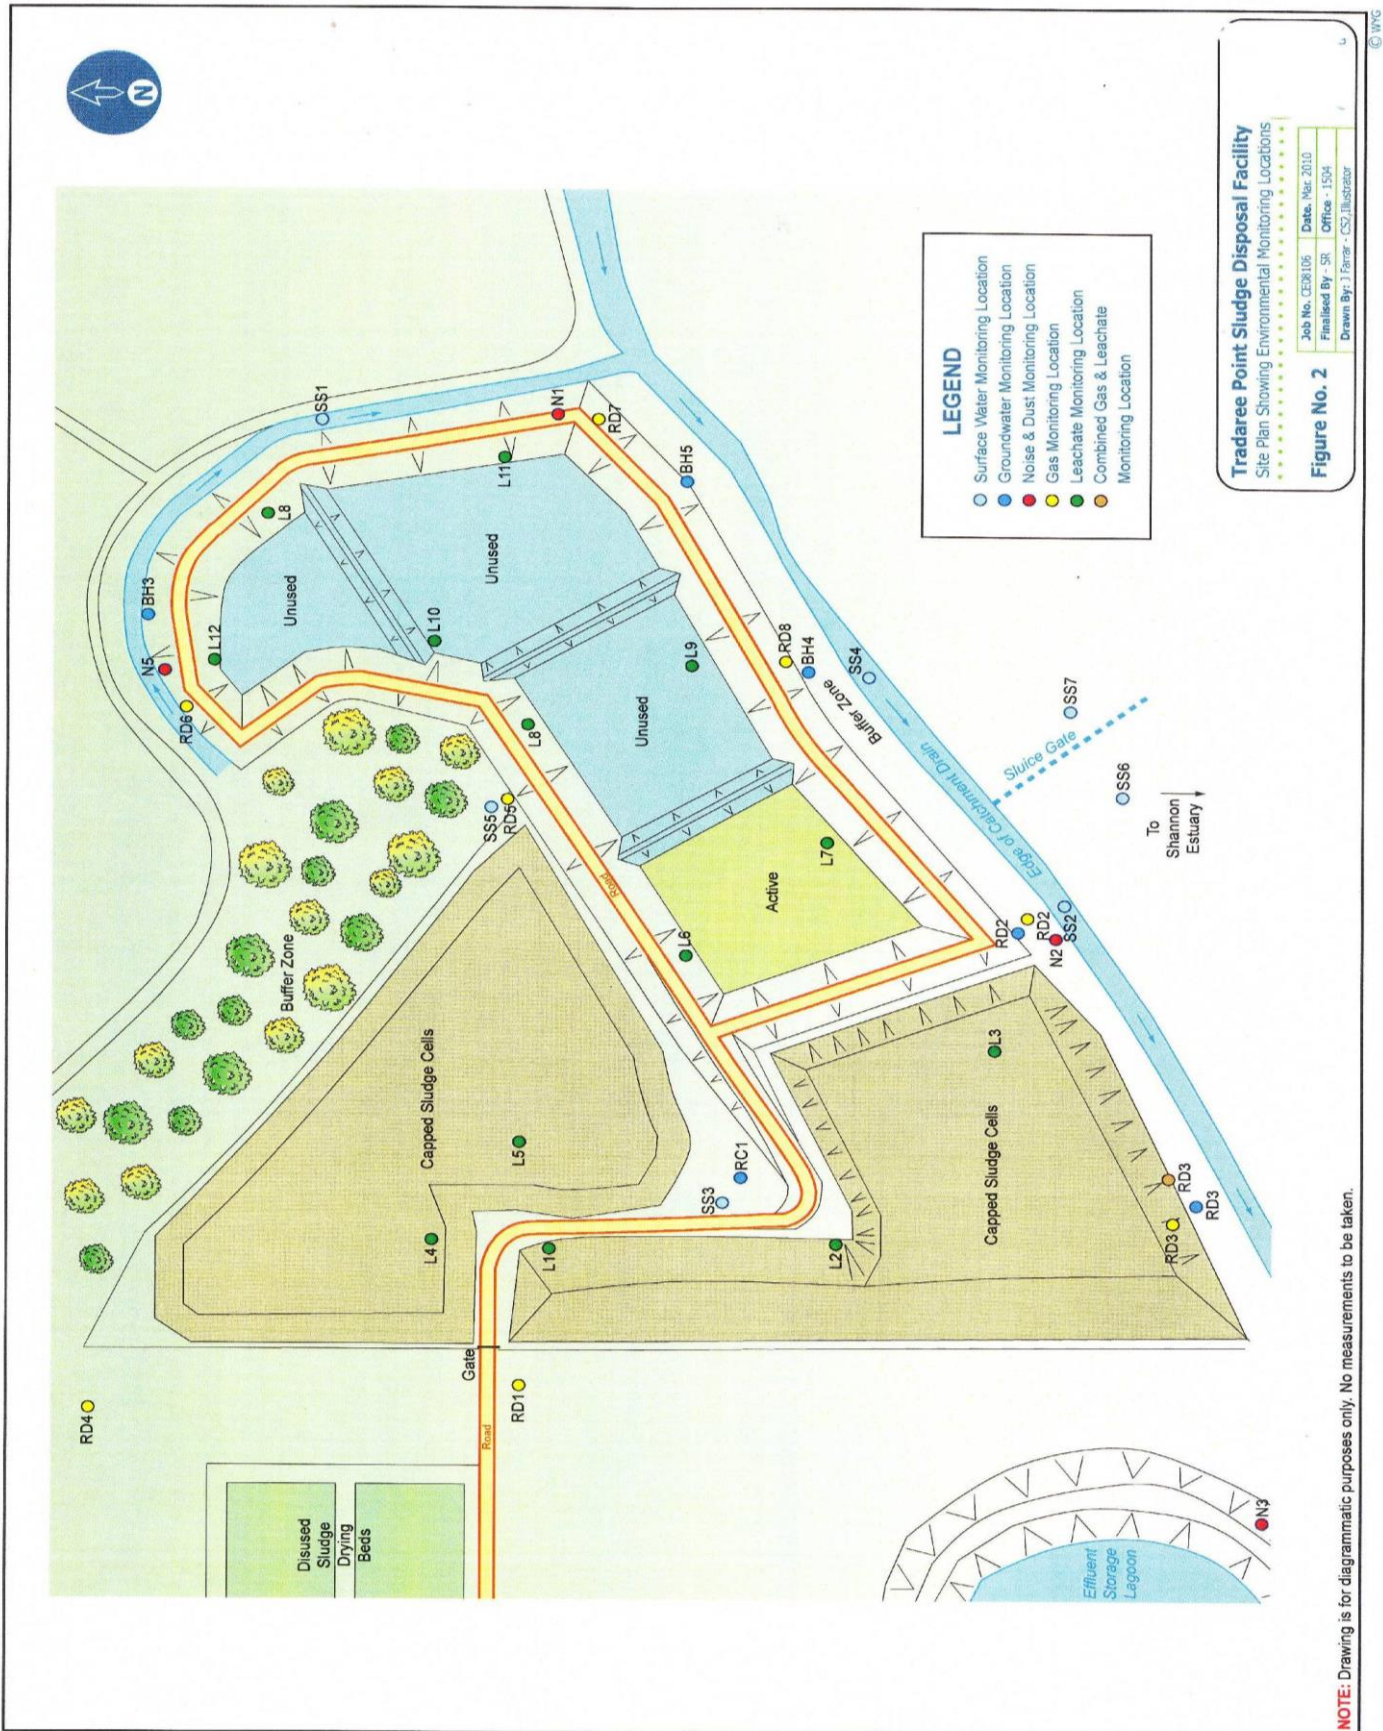 N
RD4
Disused
Sludge
Drying
Beds
Road
Gate
RD1
Buffer Zone
Capped Sludge Cells
L4
L5
L1
L2
SS3
RC1
SS5
RD5
Road
RD6
N5
BH3
L12
L8
SS1
Unused
L10
L11
N1
RD7
Unused
L8
L9
Unused
BH5
RD8
BH4
Buffer Zone
L6
Active
L7
SS4
Edge of Catchment Drain
Sluice Gate
SS7
SS6
To
Shannon
Estuary
RD2
RD2
N2
SS2
L3
Capped Sludge Cells
RD3
RD3
RD3
Effluent
Storage
Lagoon
N3
LEGEND
Surface Water Monitoring Location
Groundwater Monitoring Location
Noise & Dust Monitoring Location
Gas Monitoring Location
Leachate Monitoring Location
Combined Gas & Leachate
Monitoring Location
Tradaree Point Sludge Disposal Facility
Site Plan Showing Environmental Monitoring Locations
Figure No. 2
Job No. CE08106 Date. Mar. 2010
Finalised By - SR Office - 1504
Drawn By: J Farrar - CS2,Illustrator
© WYG
NOTE: Drawing is for diagrammatic purposes only. No measurements to be taken.